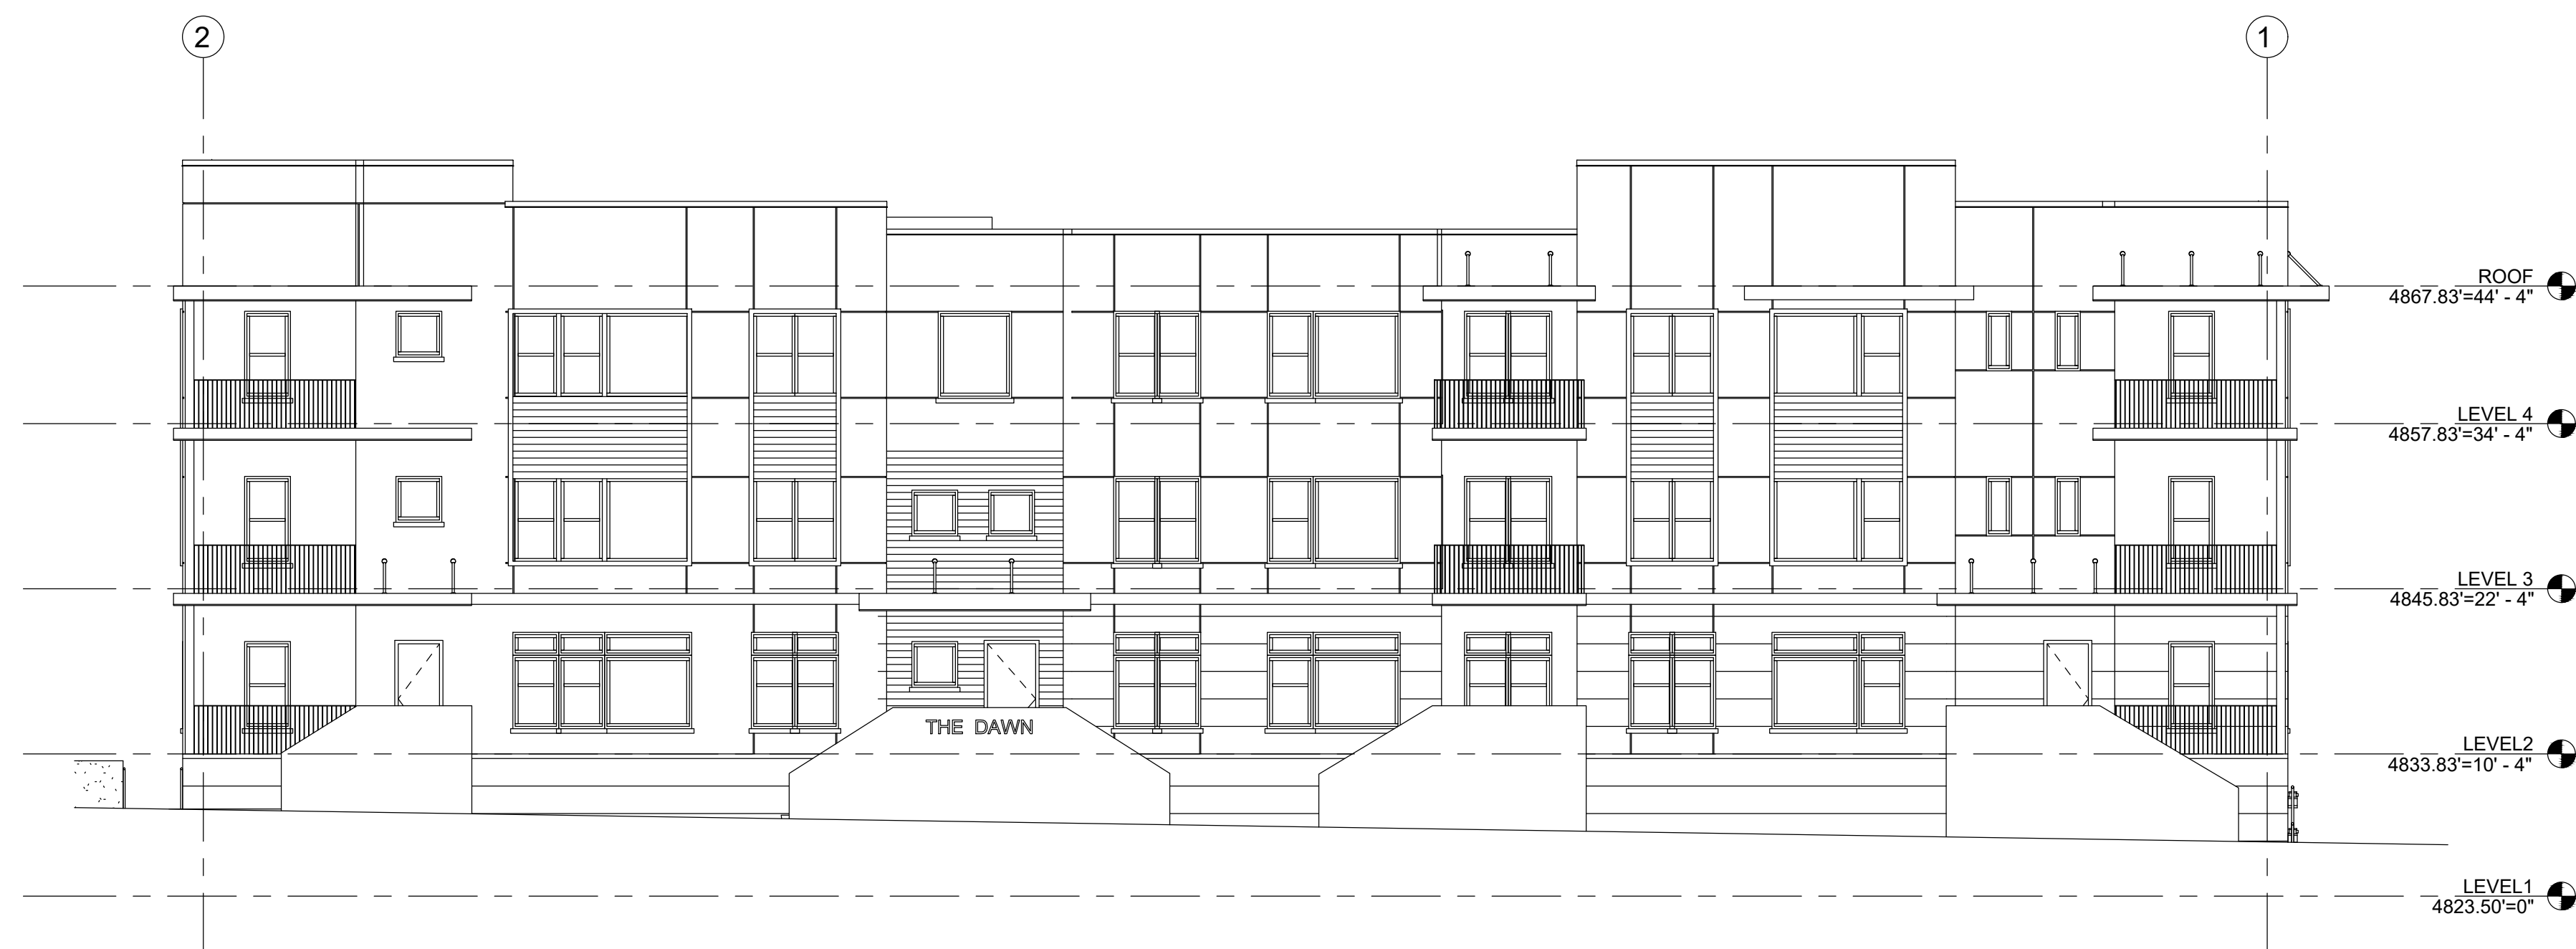 2
1
ROOF
4867.83'=44' - 4"
LEVEL 4
4857.83'=34' - 4"
LEVEL 3
4845.83'=22' - 4"
THE DAWN
LEVEL2
4833.83'=10' - 4"
LEVEL1
4823.50'=0"